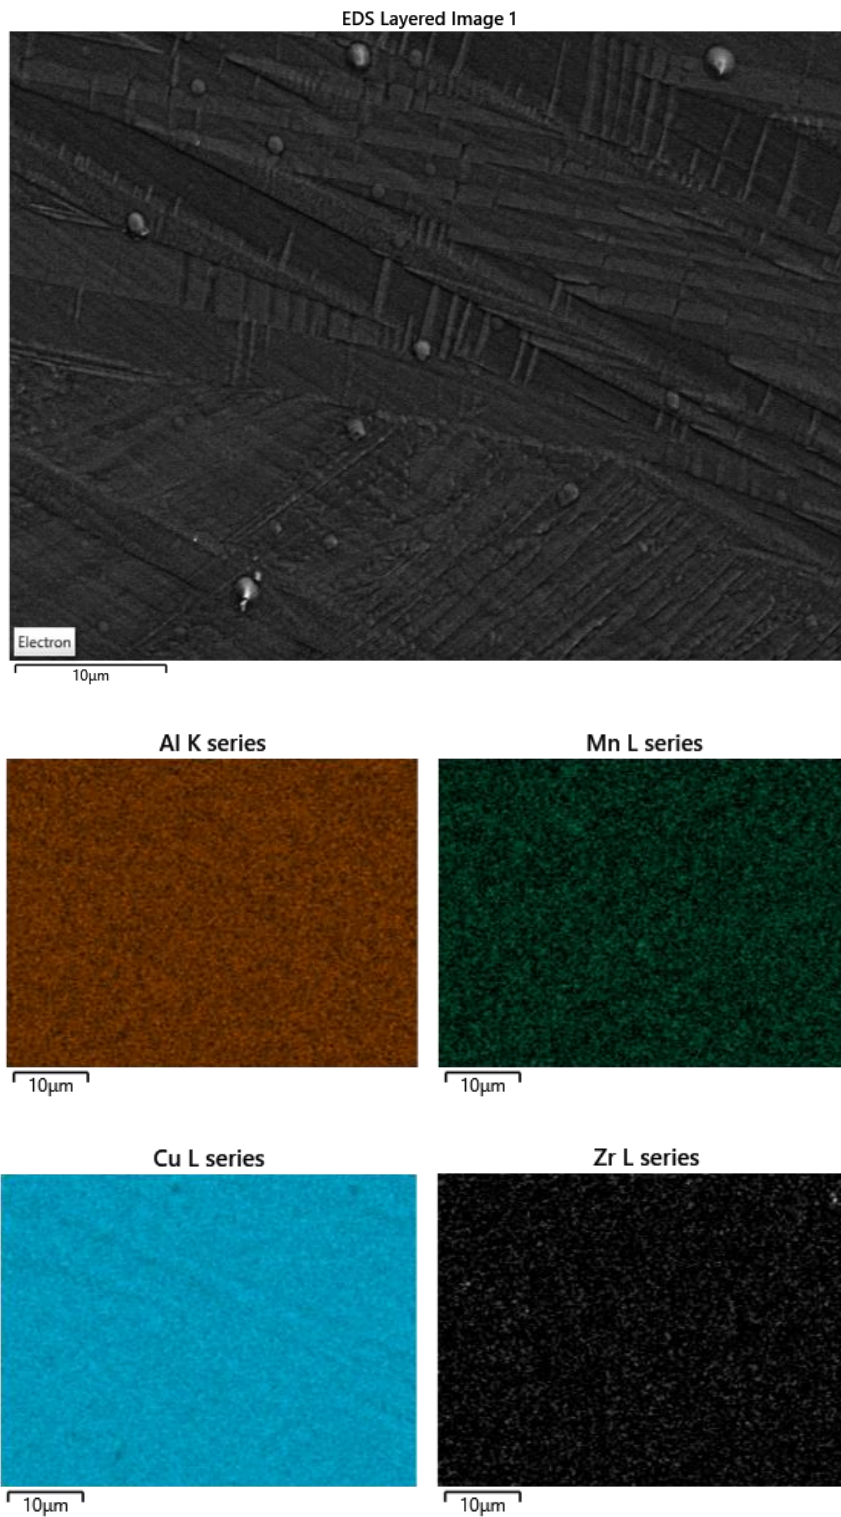 EDS Layered Image 1
Electron
10µm
Al K series
Mn L series
10µm
10µm
Cu L series
Zr L series
10µm
10µm